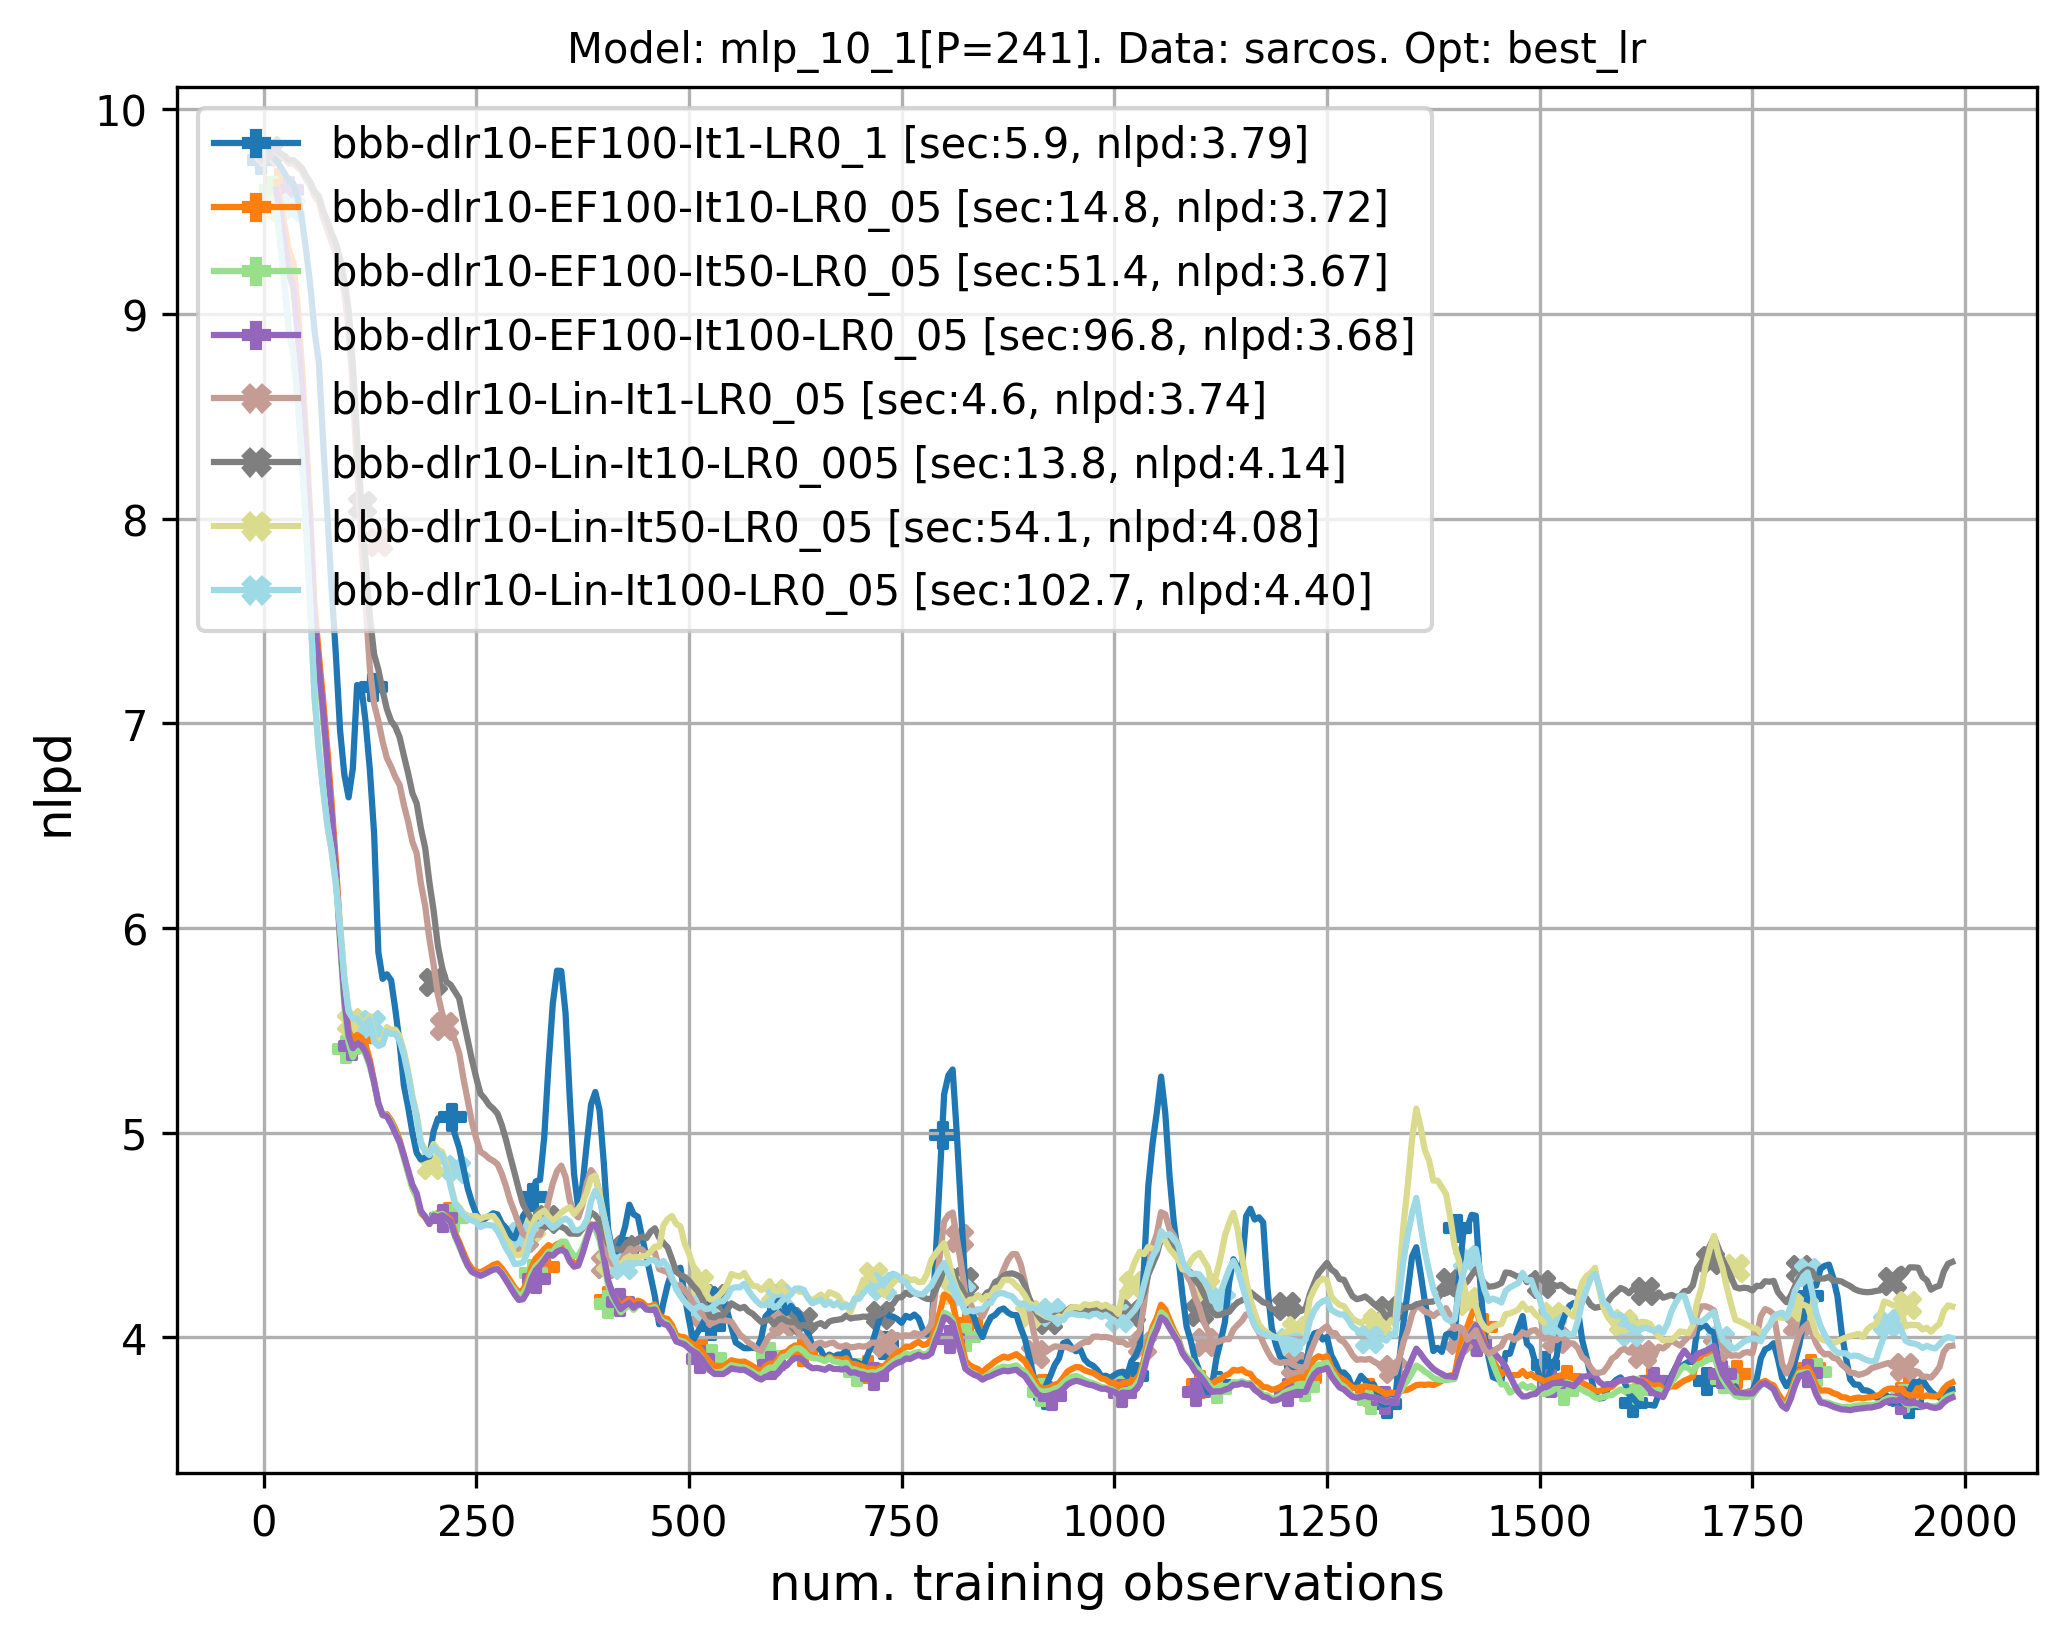 Model: mlp_10_1[P=241]. Data: sarcos. Opt: best_lr
10
9
8
7
6
5
4
nlpd
bbb-dlr10-EF100-It1-LR0_1 [sec:5.9, nlpd:3.79]
bbb-dlr10-EF100-It10-LR0_05 [sec:14.8, nlpd:3.72]
bbb-dlr10-EF100-It50-LR0_05 [sec:51.4, nlpd:3.67]
bbb-dlr10-EF100-It100-LR0_05 [sec:96.8, nlpd:3.68]
bbb-dlr10-Lin-It1-LR0_05 [sec:4.6, nlpd:3.74]
bbb-dlr10-Lin-It10-LR0_005 [sec:13.8, nlpd:4.14]
bbb-dlr10-Lin-It50-LR0_05 [sec:54.1, nlpd:4.08]
bbb-dlr10-Lin-It100-LR0_05 [sec:102.7, nlpd:4.40]
0 250 500 750 1000 1250 1500 1750 2000
num. training observations